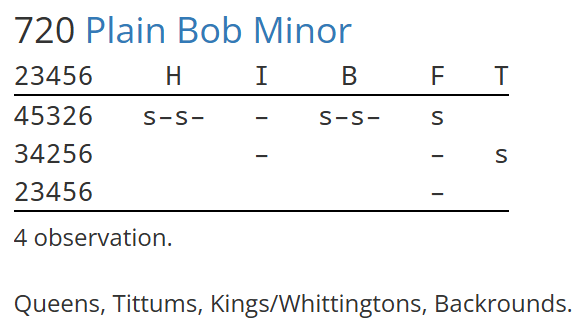 720 Plain Bob Minor
23456 H I B F T
45326 s–s– – s–s– s
34256 – – s
23456 –
4 observation.
Queens, Tittums, Kings/Whittingtons, Backrounds.